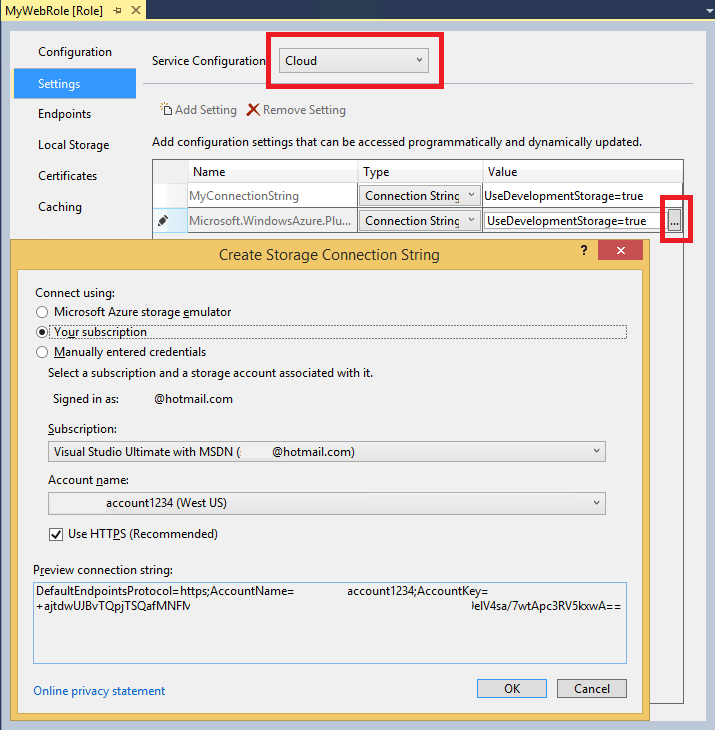 MyWebRole [Role]
Configuration
Settings
Endpoints
Local Storage
Certificates
Caching
Service Configuration
Cloud
Add Setting Remove Setting
Add configuration settings that can be accessed programmatically and dynamically updated.
Name Type Value
MyConnectionString Connection String UseDevelopmentStorage=true
Microsoft.WindowsAzure.Plu... Connection String UseDevelopmentStorage=true ...
Create Storage Connection String ?
Connect using:
Microsoft Azure storage emulator
Your subscription
Manually entered credentials
Select a subscription and a storage account associated with it.
Signed in as: @hotmail.com
Subscription:
Visual Studio Ultimate with MSDN ( @hotmail.com)
Account name:
account1234 (West US)
Use HTTPS (Recommended)
Preview connection string:
DefaultEndpointsProtocol=https;AccountName= account1234;AccountKey=
+ajtdwUJBvTQpjTSQafMNFM elV4sa/7wtApc3RV5kxwA==
Online privacy statement
OK Cancel